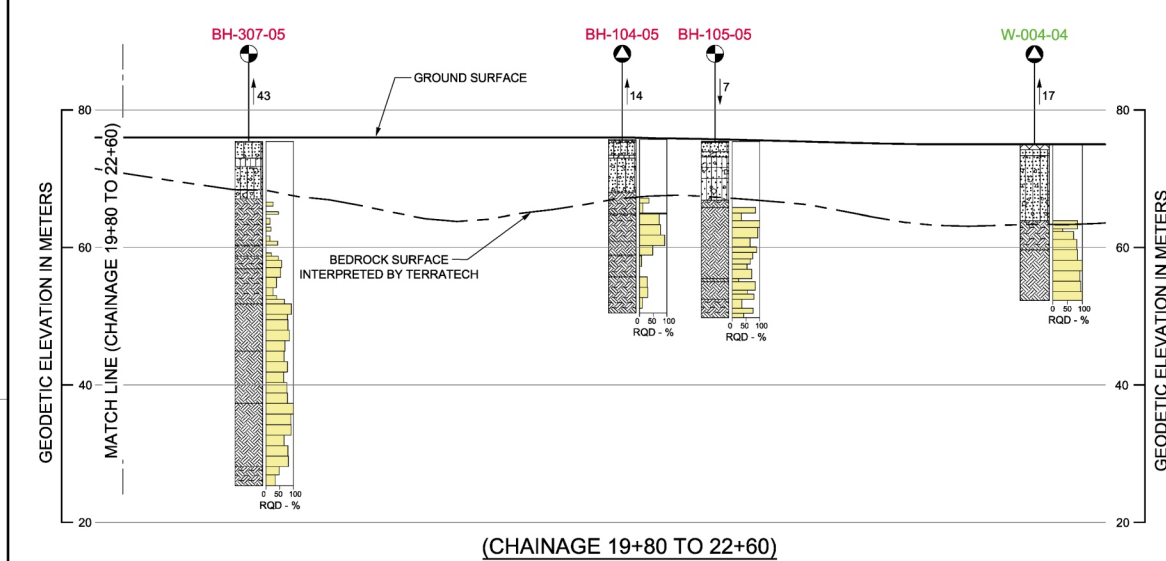 BH-307-05
BH-104-05
BH-105-05
W-004-04
GROUND SURFACE
43
14
7
17
80
80
MATCH LINE (CHAINAGE 19+80 TO 22+60)
GEODETIC ELEVATION IN METERS
GEODETIC ELEVATION IN METERS
60
60
BEDROCK SURFACE
INTERPRETED BY TERRATECH
0 50 100
RQD - %
0 50 100
RQD - %
0 50 100
RQD - %
40
40
0 50 100
RQD - %
20
20
(CHAINAGE 19+80 TO 22+60)